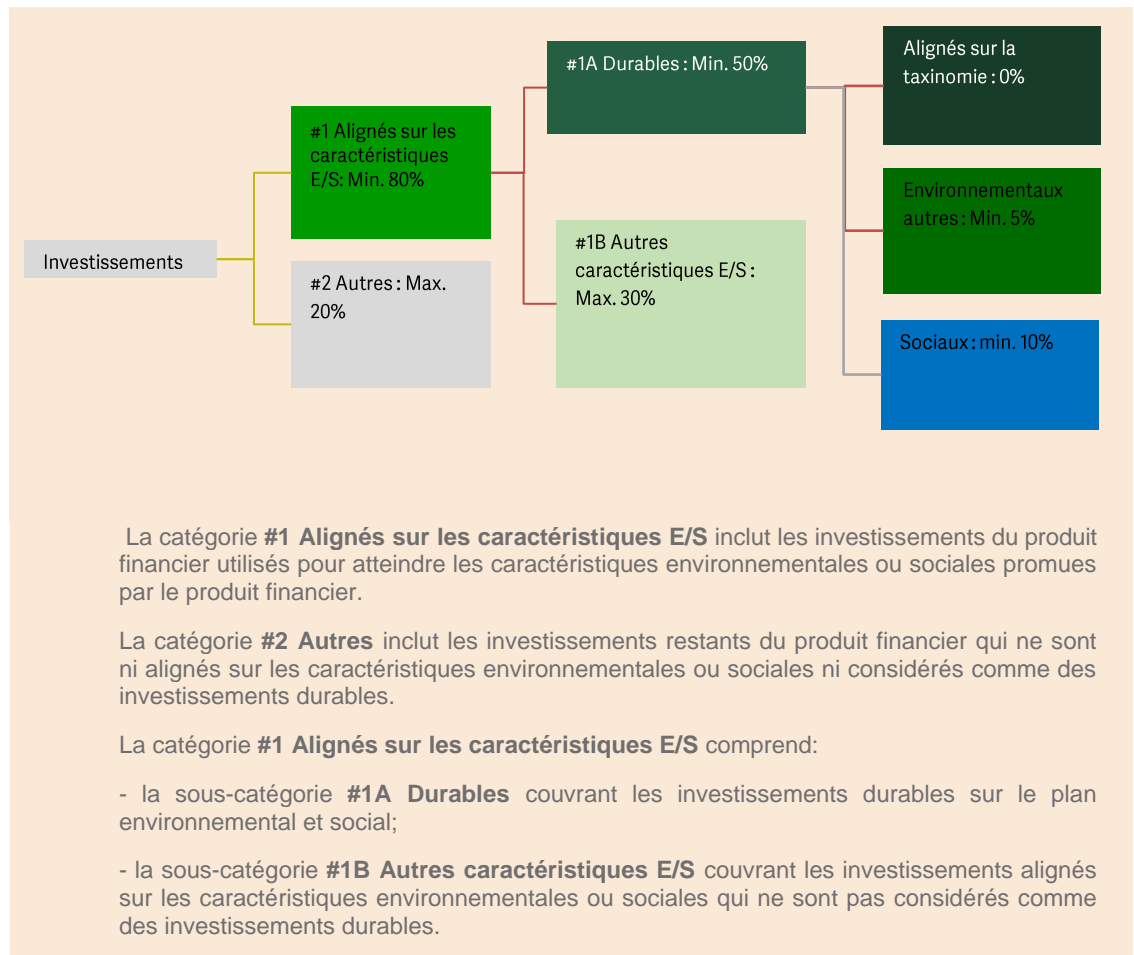 Investissements
#1 Alignés sur les
caractéristiques
E/S: Min. 80%
#2 Autres : Max.
20%
#1A Durables : Min. 50%
#1B Autres
caractéristiques E/S :
Max. 30%
Alignés sur la
taxinomie : 0%
Environnementaux
autres : Min. 5%
Sociaux : min. 10%
La catégorie #1 Alignés sur les caractéristiques E/S inclut les investissements du produit
financier utilisés pour atteindre les caractéristiques environnementales ou sociales promues
par le produit financier.
La catégorie #2 Autres inclut les investissements restants du produit financier qui ne sont
ni alignés sur les caractéristiques environnementales ou sociales ni considérés comme des
investissements durables.
La catégorie #1 Alignés sur les caractéristiques E/S comprend:
- la sous-catégorie #1A Durables couvrant les investissements durables sur le plan
environnemental et social;
- la sous-catégorie #1B Autres caractéristiques E/S couvrant les investissements alignés
sur les caractéristiques environnementales ou sociales qui ne sont pas considérés comme
des investissements durables.